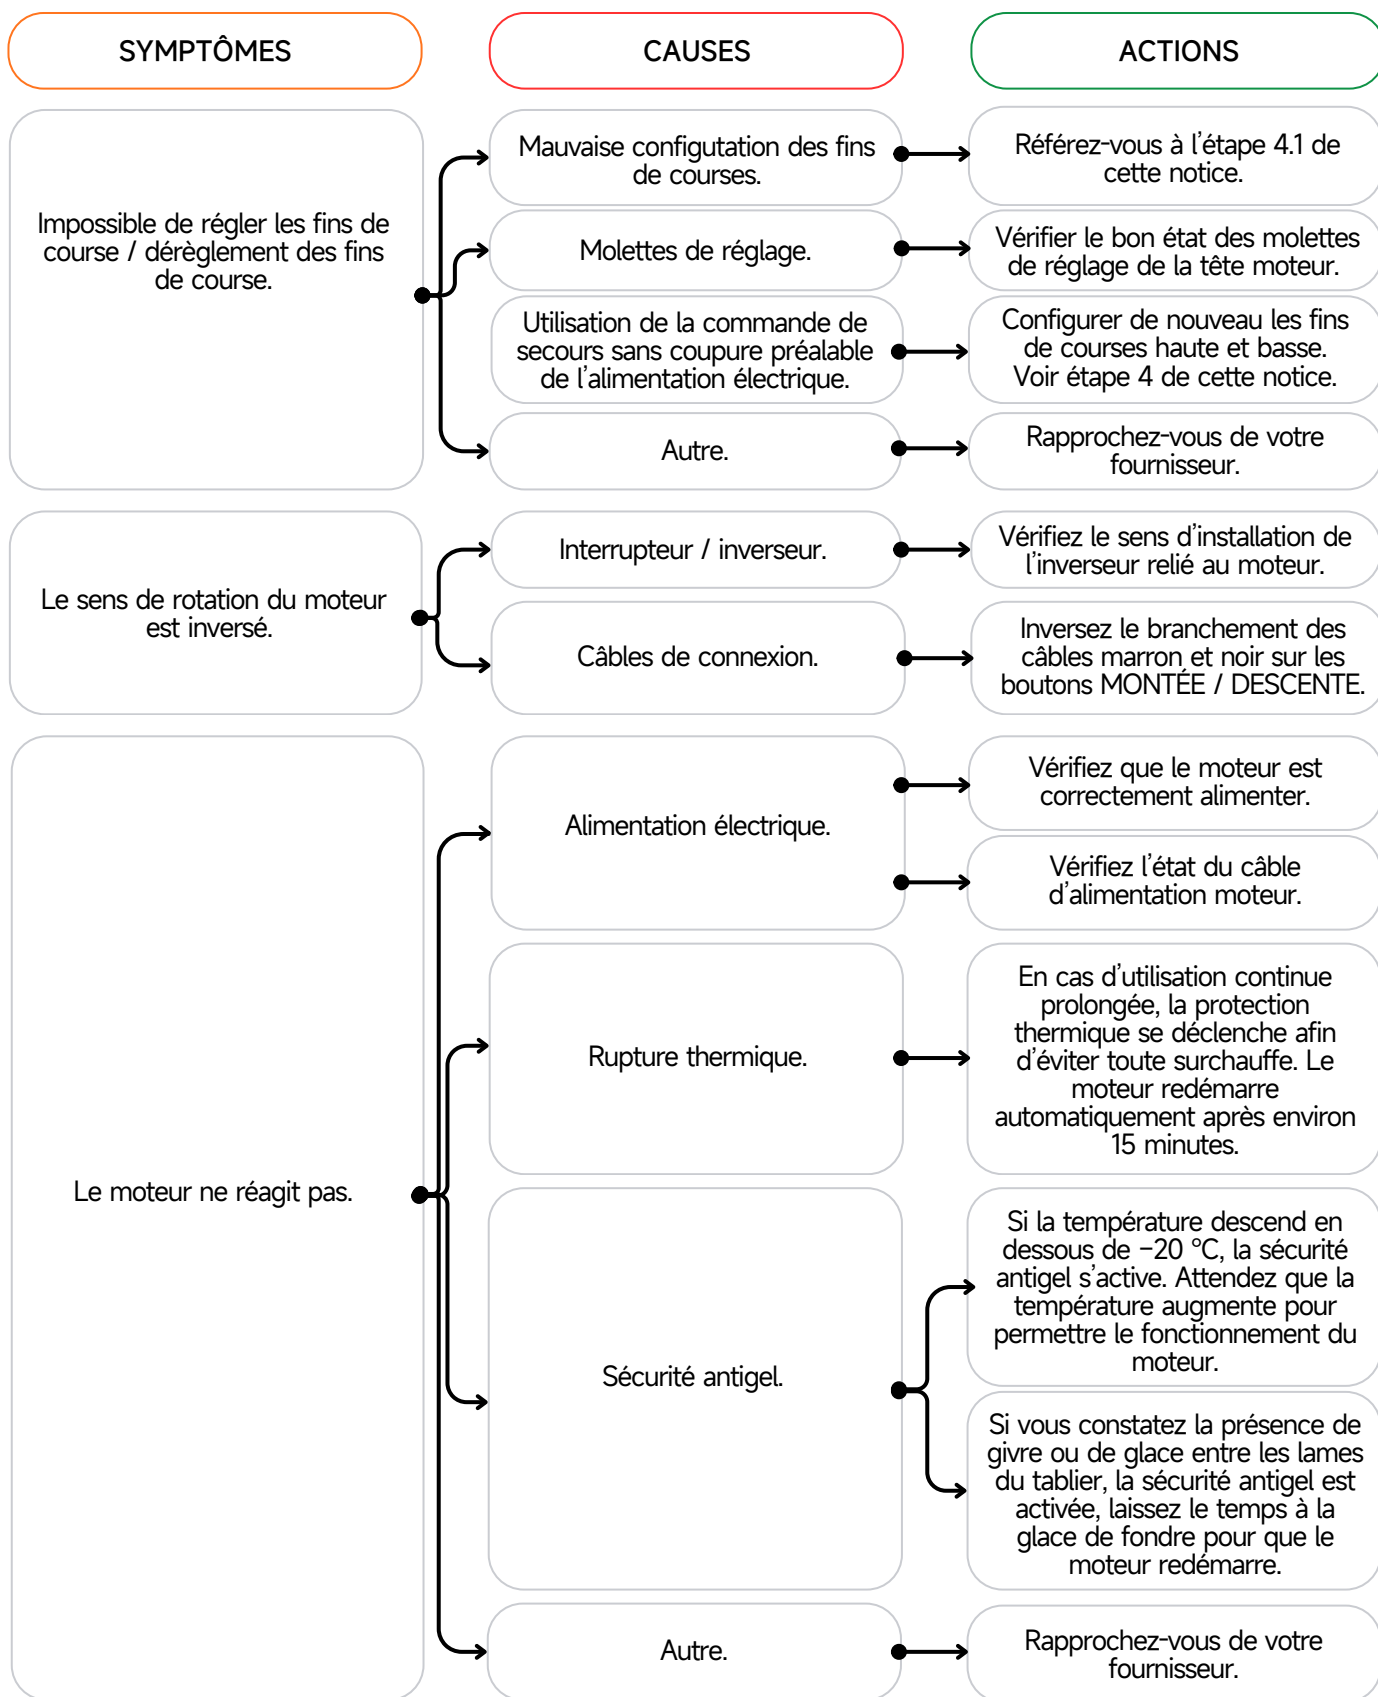 SYMPTÔMES
CAUSES
ACTIONS
Impossible de régler les fins de
course / dérèglement des fins
de course.
Mauvaise configutation des fins
de courses.
Référez-vous à l'étape 4.1 de
cette notice.
Molettes de réglage.
Vérifier le bon état des molettes
de réglage de la tête moteur.
Utilisation de la commande de
secours sans coupure préalable
de l'alimentation électrique.
Configurer de nouveau les fins
de courses haute et basse.
Voir étape 4 de cette notice.
Autre.
Rapprochez-vous de votre
fournisseur.
Le sens de rotation du moteur
est inversé.
Interrupteur / inverseur.
Vérifiez le sens d'installation de
l'inverseur relié au moteur.
Câbles de connexion.
Inversez le branchement des
câbles marron et noir sur les
boutons MONTÉE / DESCENTE.
Le moteur ne réagit pas.
Alimentation électrique.
Vérifiez que le moteur est
correctement alimenter.
Vérifiez l'état du câble
d'alimentation moteur.
Rupture thermique.
En cas d'utilisation continue
prolongée, la protection
thermique se déclenche afin
d'éviter toute surchauffe. Le
moteur redémarre
automatiquement après environ
15 minutes.
Sécurité antigel.
Si la température descend en
dessous de −20 °C, la sécurité
antigel s'active. Attendez que la
température augmente pour
permettre le fonctionnement du
moteur.
Si vous constatez la présence de
givre ou de glace entre les lames
du tablier, la sécurité antigel est
activée, laissez le temps à la
glace de fondre pour que le
moteur redémarre.
Autre.
Rapprochez-vous de votre
fournisseur.